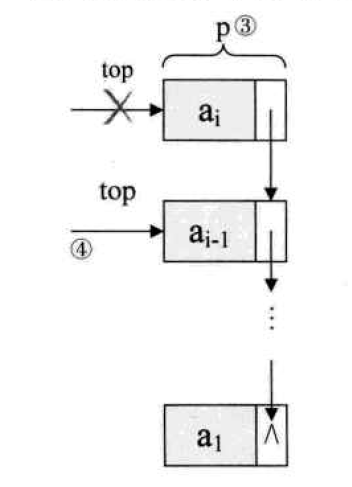 p③
top
aᵢ
top
④
aᵢ₋₁
⋮
a₁ ∧